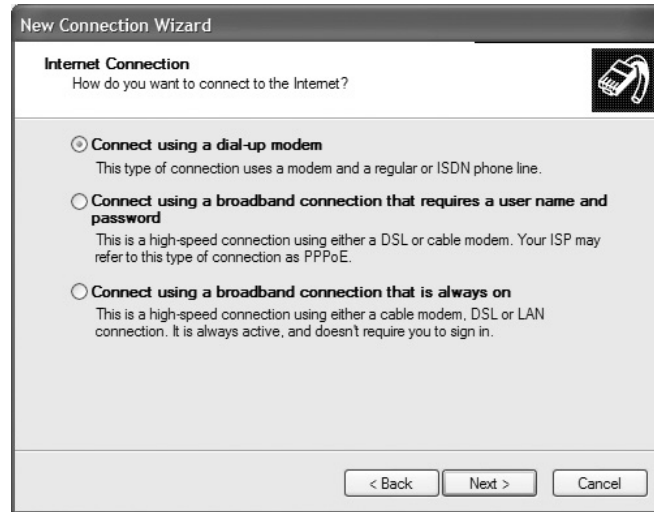 New Connection Wizard
Internet Connection
How do you want to connect to the Internet?
Connect using a dial-up modem
This type of connection uses a modem and a regular or ISDN phone line.
Connect using a broadband connection that requires a user name and
password
This is a high-speed connection using either a DSL or cable modem. Your ISP may
refer to this type of connection as PPPoE.
Connect using a broadband connection that is always on
This is a high-speed connection using either a cable modem, DSL or LAN
connection. It is always active, and doesn't require you to sign in.
< Back Next > Cancel